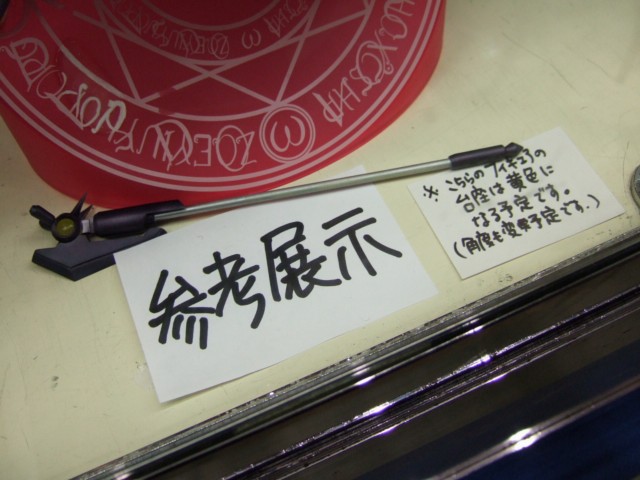 参考展示
※こちらのフィギュアの
台座は黄色に
なる予定です。
(角度も変更予定です。)